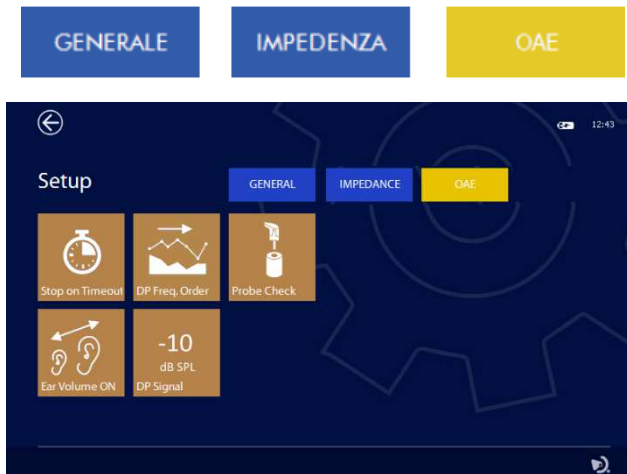 GENERALE IMPEDENZA OAE
12:43
Setup GENERAL IMPEDANCE OAE
Stop on Timeout DP Freq. Order Probe Check
-10
dB SPL
Ear Volume ON DP Signal